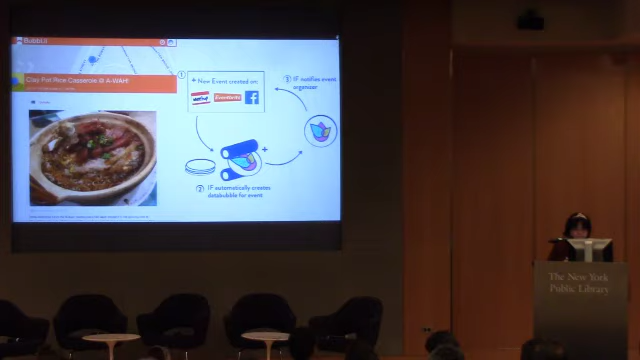 Bubbli
Clay Pot Rice Casserole @ A-WAH!
1
+ New Event created on:
Meetup
Eventbrite
f
3 IF notifies event
organizer
+
2 IF automatically creates
databubble for event
The New York
Public Library